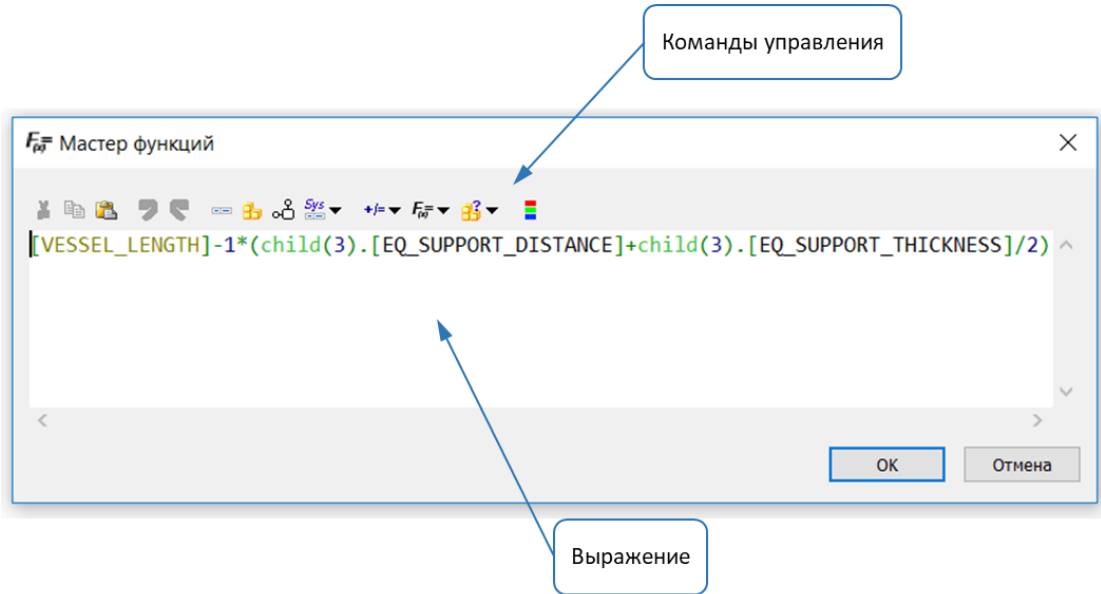 Команды управления
F(x)= Мастер функций
Sys +/= F(x)= ?
[VESSEL_LENGTH]-1*(child(3).[EQ_SUPPORT_DISTANCE]+child(3).[EQ_SUPPORT_THICKNESS]/2)
OK Отмена
Выражение